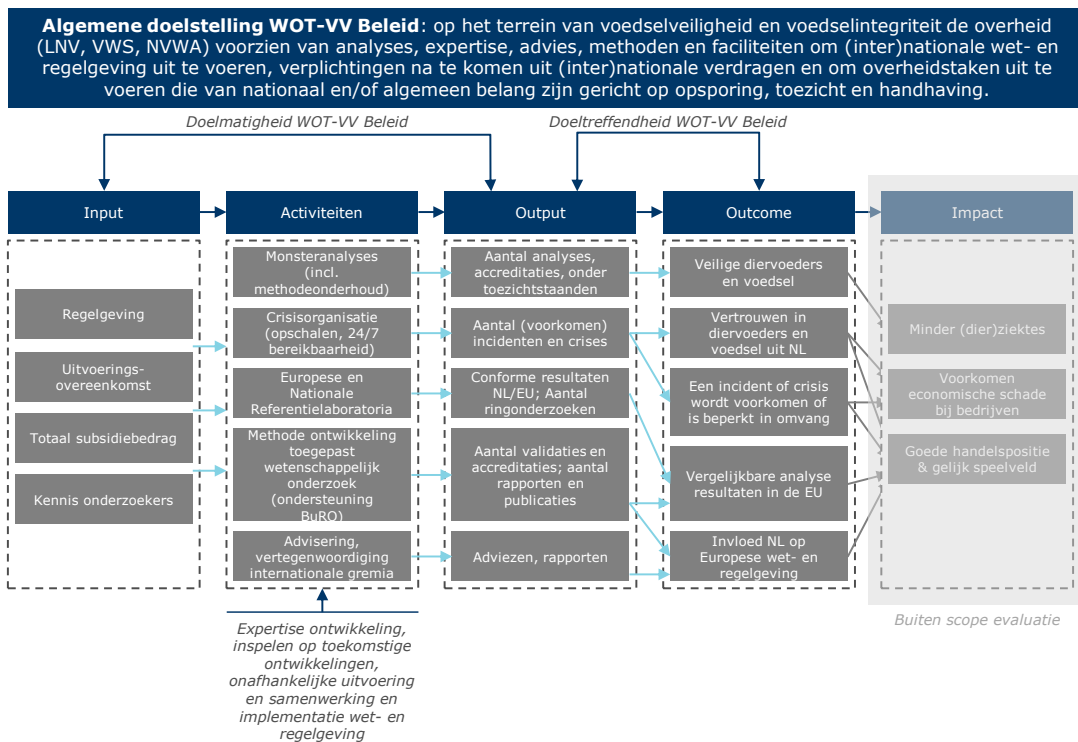 Algemene doelstelling WOT-VV Beleid: op het terrein van voedselveiligheid en voedselintegriteit de overheid
(LNV, VWS, NVWA) voorzien van analyses, expertise, advies, methoden en faciliteiten om (inter)nationale wet- en
regelgeving uit te voeren, verplichtingen na te komen uit (inter)nationale verdragen en om overheidstaken uit te
voeren die van nationaal en/of algemeen belang zijn gericht op opsporing, toezicht en handhaving.
Doelmatigheid WOT-VV Beleid
Doeltreffendheid WOT-VV Beleid
Input
Activiteiten
Output
Outcome
Impact
Regelgeving
Uitvoerings-
overeenkomst
Totaal subsidiebedrag
Kennis onderzoekers
Monsteranalyses
(incl.
methodeonderhoud)
Crisisorganisatie
(opschalen, 24/7
bereikbaarheid)
Europese en
Nationale
Referentielaboratoria
Methode ontwikkeling
toegepast
wetenschappelijk
onderzoek
(ondersteuning
BuRO)
Advisering,
vertegenwoordiging
internationale gremia
Aantal analyses,
accreditaties, onder
toezichtstaanden
Aantal (voorkomen)
incidenten en crises
Conforme resultaten
NL/EU; Aantal
ringonderzoeken
Aantal validaties en
accreditaties; aantal
rapporten en
publicaties
Adviezen, rapporten
Veilige diervoeders
en voedsel
Vertrouwen in
diervoeders en
voedsel uit NL
Een incident of crisis
wordt voorkomen of
is beperkt in omvang
Vergelijkbare analyse
resultaten in de EU
Invloed NL op
Europese wet- en
regelgeving
Minder (dier)ziektes
Voorkomen
economische schade
bij bedrijven
Goede handelspositie
& gelijk speelveld
Buiten scope evaluatie
Expertise ontwikkeling,
inspelen op toekomstige
ontwikkelingen,
onafhankelijke uitvoering
en samenwerking en
implementatie wet- en
regelgeving